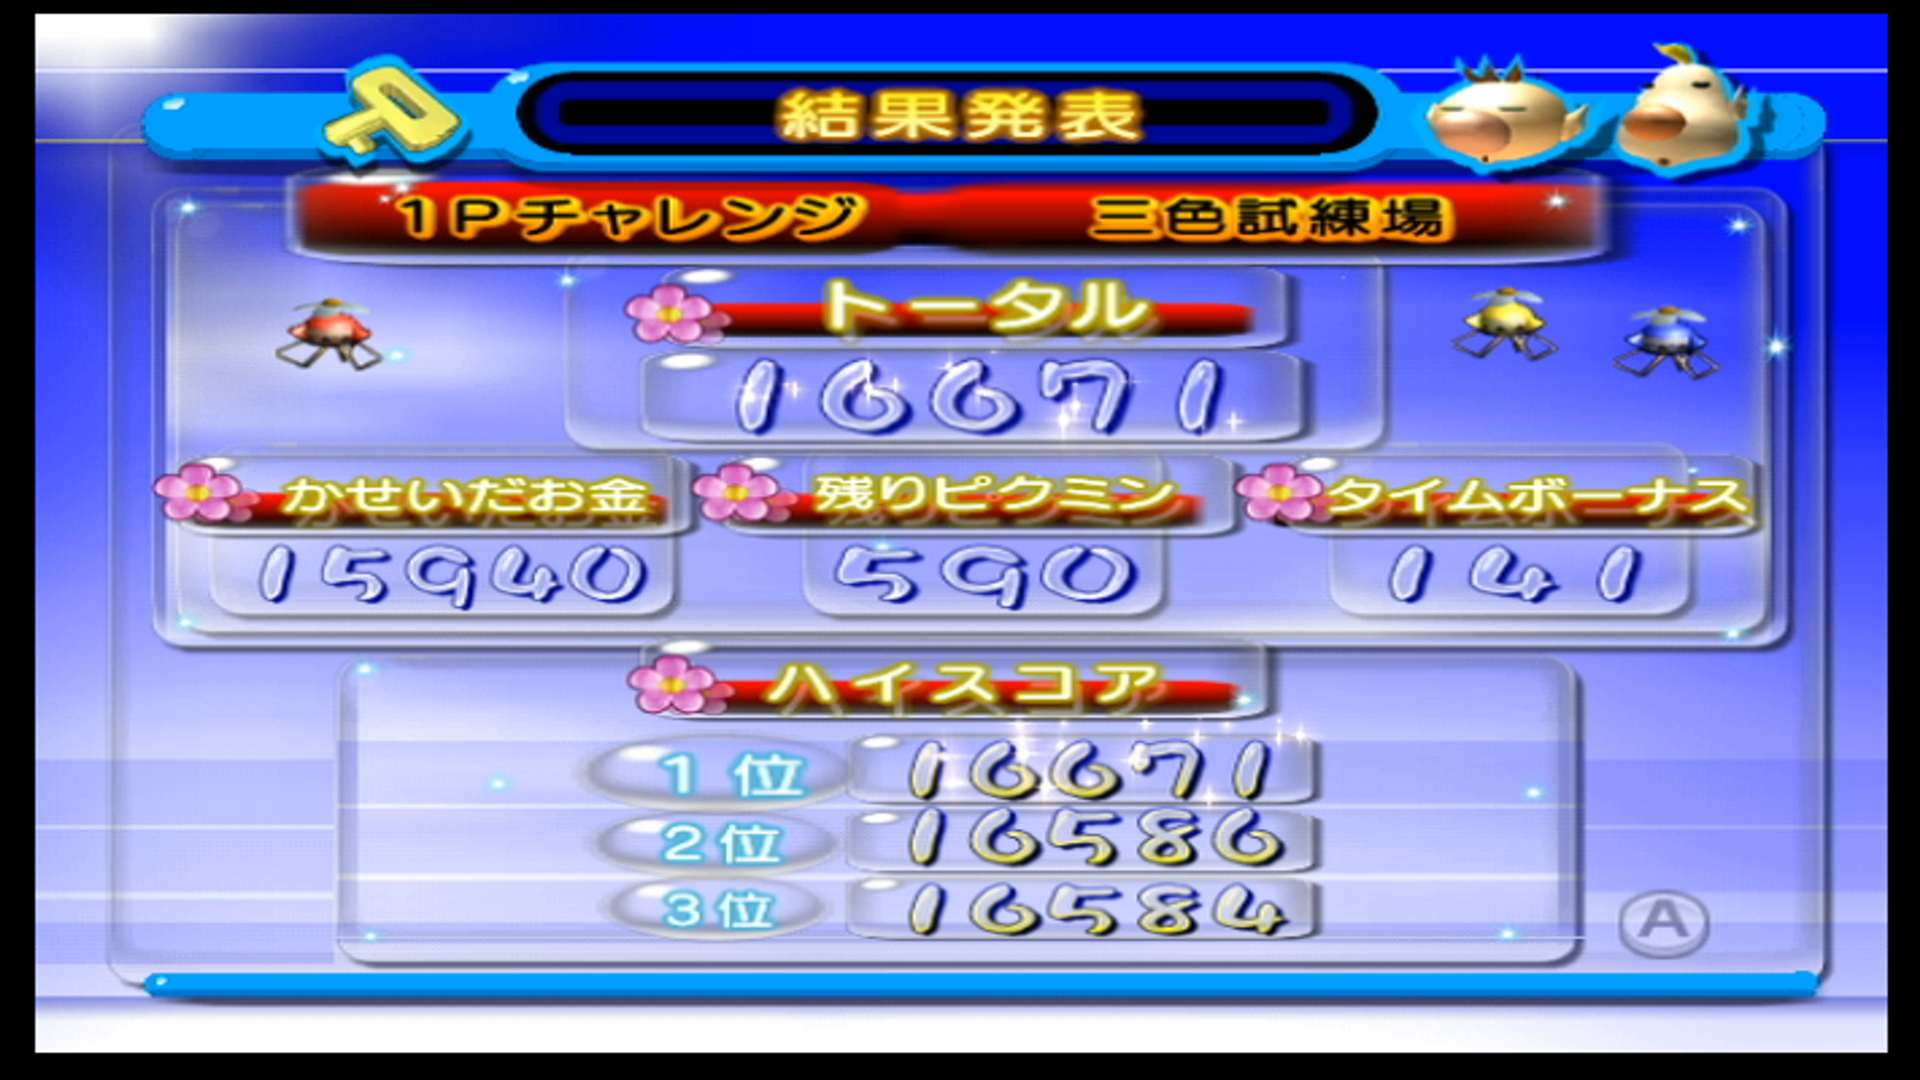 結果発表
1Pチャレンジ 三色試練場
トータル
16671
かせいだお金 残りピクミン タイムボーナス
15940 590 141
ハイスコア
1位 16671
2位 16586
3位 16584
A